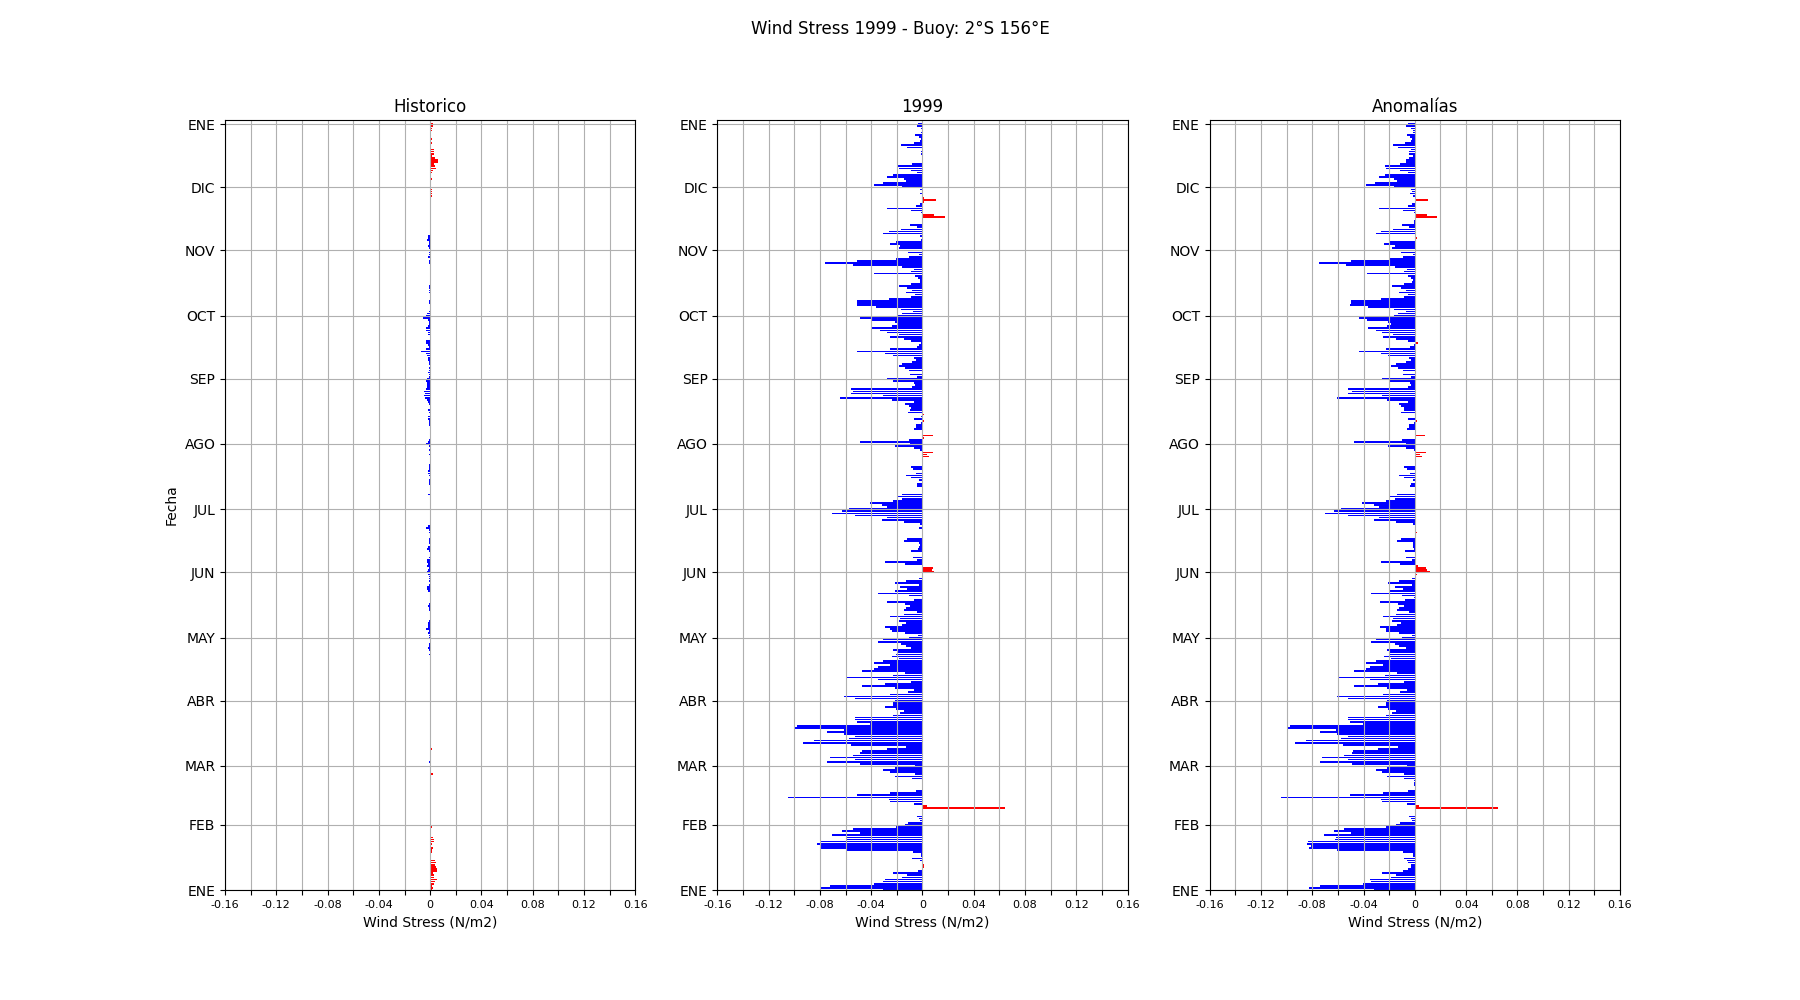 Wind Stress 1999 - Buoy: 2°S 156°E
Historico
1999
Anomalías
ENE
DIC
NOV
OCT
SEP
AGO
JUL
JUN
MAY
ABR
MAR
FEB
ENE
Fecha
-0.16 -0.12 -0.08 -0.04 0 0.04 0.08 0.12 0.16
Wind Stress (N/m2)
ENE
DIC
NOV
OCT
SEP
AGO
JUL
JUN
MAY
ABR
MAR
FEB
ENE
-0.16 -0.12 -0.08 -0.04 0 0.04 0.08 0.12 0.16
Wind Stress (N/m2)
ENE
DIC
NOV
OCT
SEP
AGO
JUL
JUN
MAY
ABR
MAR
FEB
ENE
-0.16 -0.12 -0.08 -0.04 0 0.04 0.08 0.12 0.16
Wind Stress (N/m2)